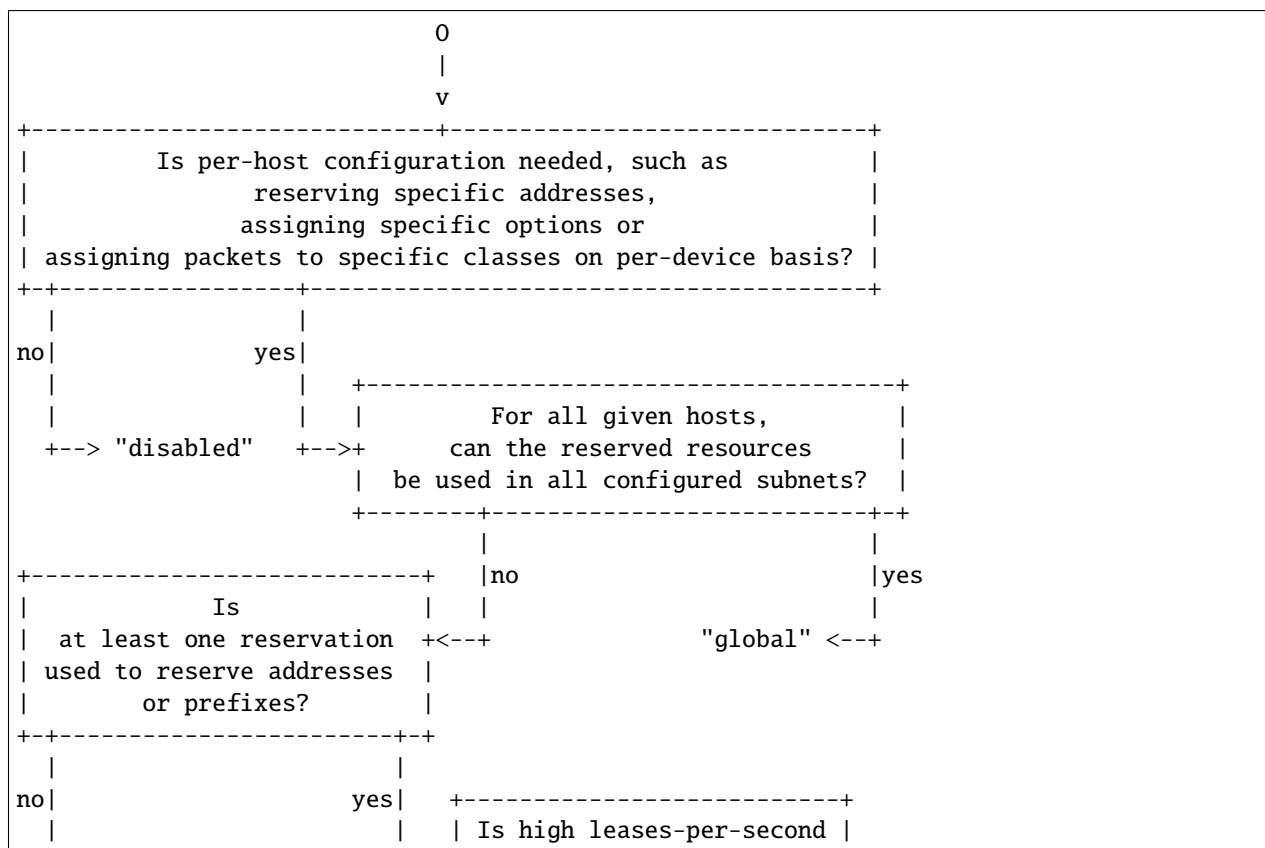 O
                              |
                              v
+-----------------------------+------------------------------+
|         Is per-host configuration needed, such as          |
|                reserving specific addresses,               |
|               assigning specific options or                |
| assigning packets to specific classes on per-device basis? |
+-+-----------------+----------------------------------------+
  |                 |
no|              yes|
  |                 |   +--------------------------------------+
  |                 |   |         For all given hosts,         |
  +--> "disabled"   +-->+      can the reserved resources      |
                        |  be used in all configured subnets?  |
                        +--------+---------------------------+-+
                                 |                           |
+----------------------------+   |no                         |yes
|             Is             |   |                           |
|  at least one reservation  +<--+               "global" <--+
| used to reserve addresses  |
|        or prefixes?        |
+-+------------------------+-+
  |                        |
no|                     yes|   +---------------------------+
  |                        |   | Is high leases-per-second |